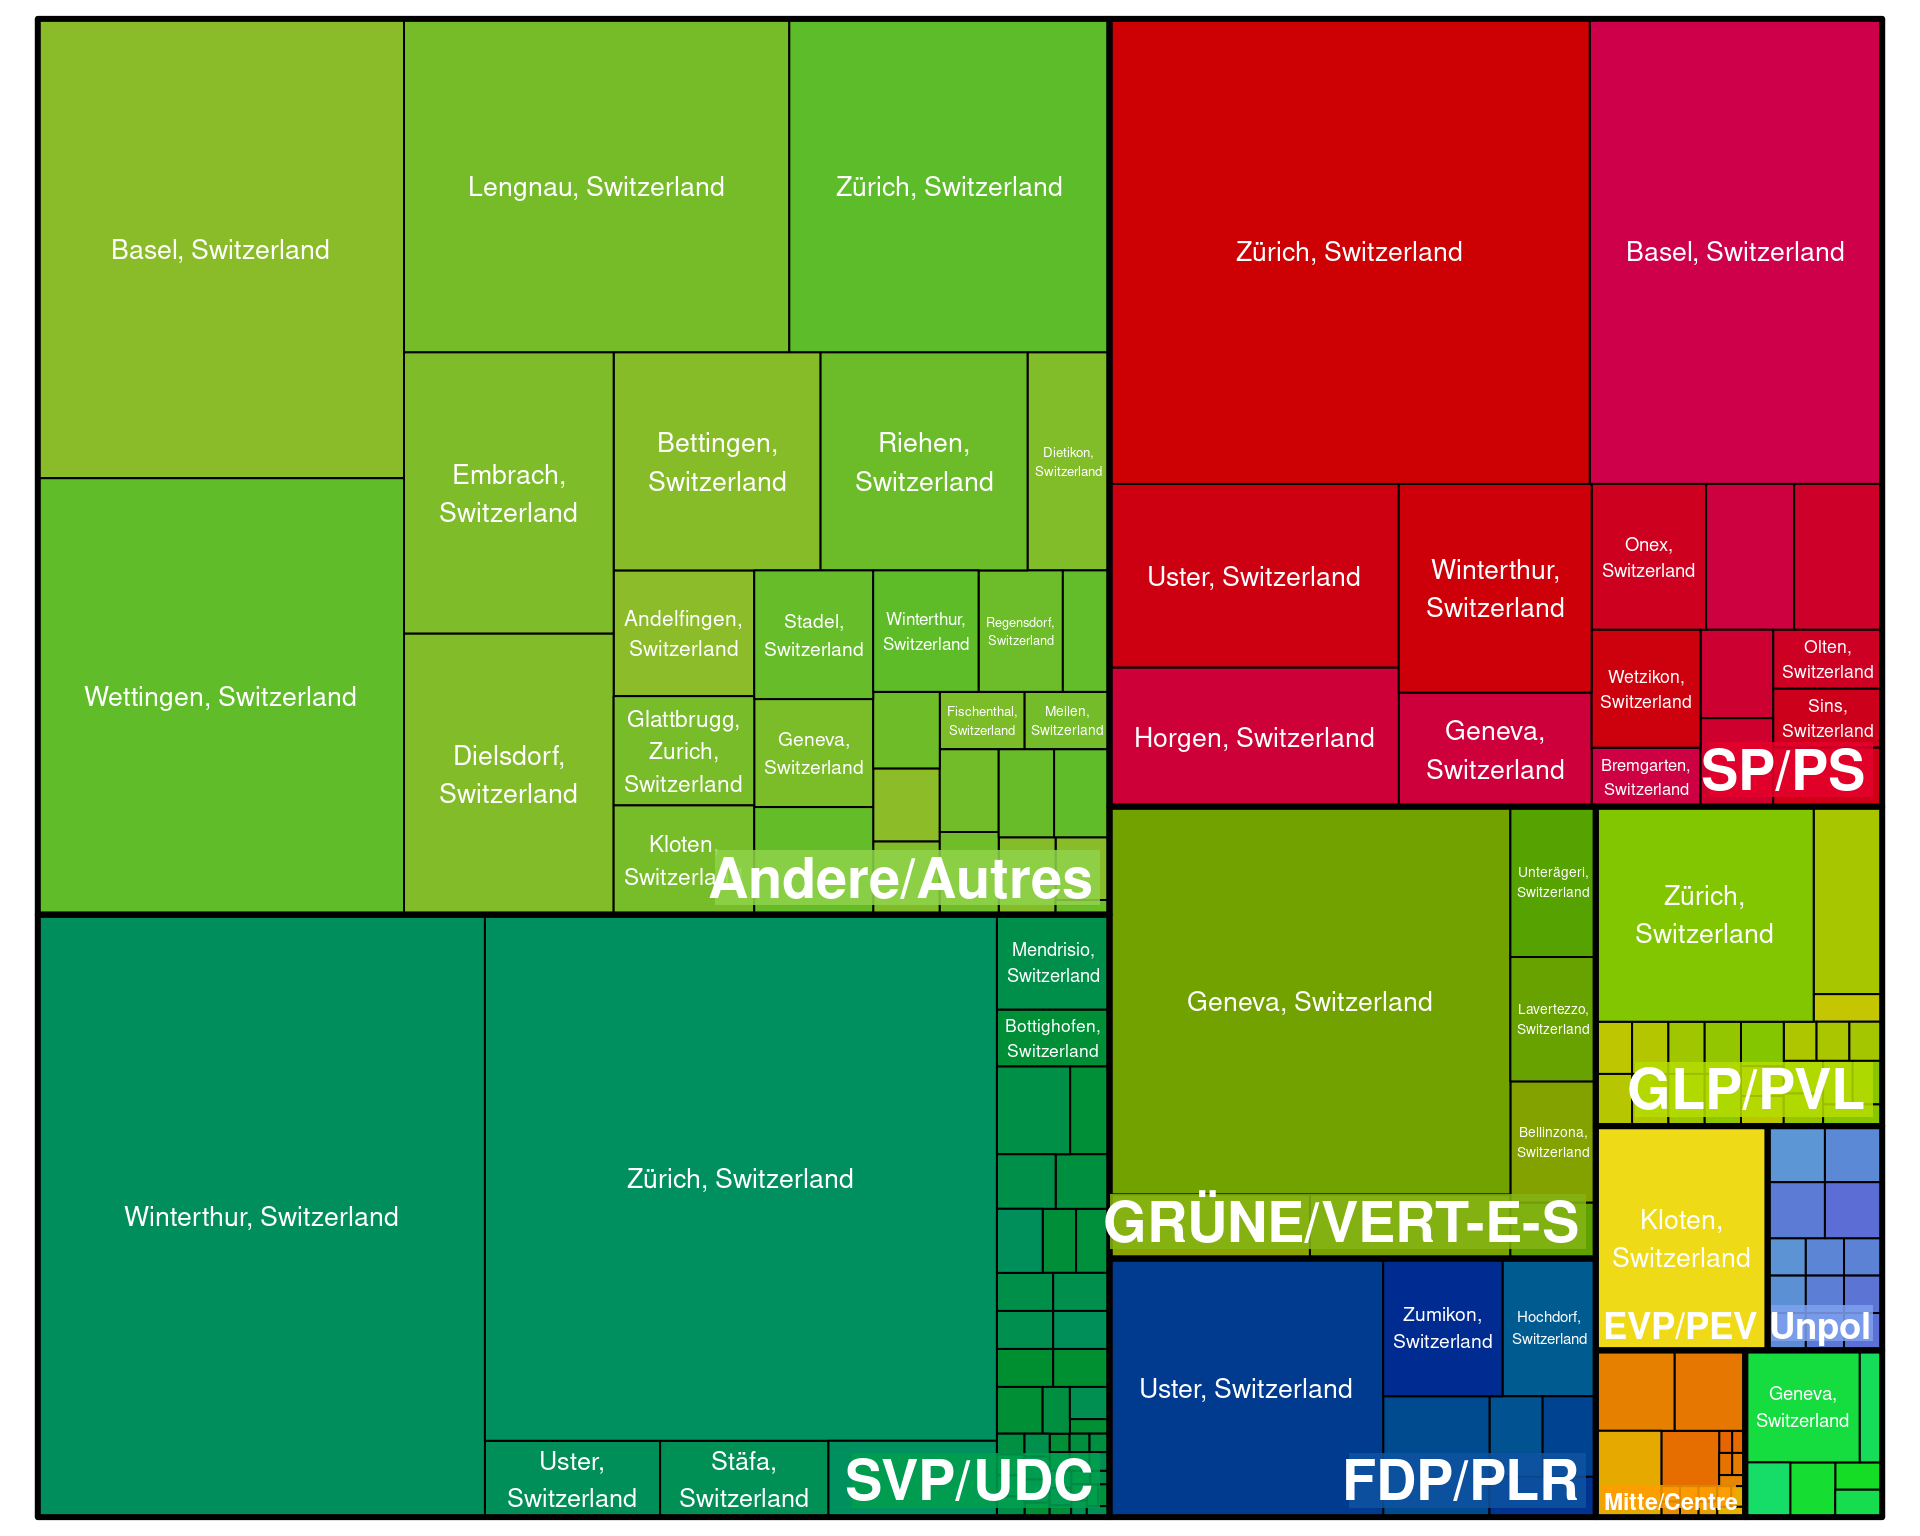 Basel, Switzerland
Lengnau, Switzerland
Zürich, Switzerland
Wettingen, Switzerland
Embrach,
Switzerland
Bettingen,
Switzerland
Riehen,
Switzerland
Dietikon,
Switzerland
Dielsdorf,
Switzerland
Andelfingen,
Switzerland
Stadel,
Switzerland
Winterthur,
Switzerland
Regensdorf,
Switzerland
Glattbrugg,
Zurich,
Switzerland
Geneva,
Switzerland
Fischenthal,
Switzerland
Meilen,
Switzerland
Kloten,
Switzerla
Andere/Autres
Winterthur, Switzerland
Zürich, Switzerland
Mendrisio,
Switzerland
Bottighofen,
Switzerland
Uster,
Switzerland
Stäfa,
Switzerland
SVP/UDC
Zürich, Switzerland
Basel, Switzerland
Uster, Switzerland
Winterthur,
Switzerland
Onex,
Switzerland
Horgen, Switzerland
Geneva,
Switzerland
Wetzikon,
Switzerland
Olten,
Switzerland
Sins,
Switzerland
Bremgarten,
Switzerland
SP/PS
Geneva, Switzerland
Unterägeri,
Switzerland
Lavertezzo,
Switzerland
Bellinzona,
Switzerland
GRÜNE/VERT-E-S
Zürich,
Switzerland
GLP/PVL
Uster, Switzerland
Zumikon,
Switzerland
Hochdorf,
Switzerland
FDP/PLR
Kloten,
Switzerland
EVP/PEV
Unpol
Mitte/Centre
Geneva,
Switzerland